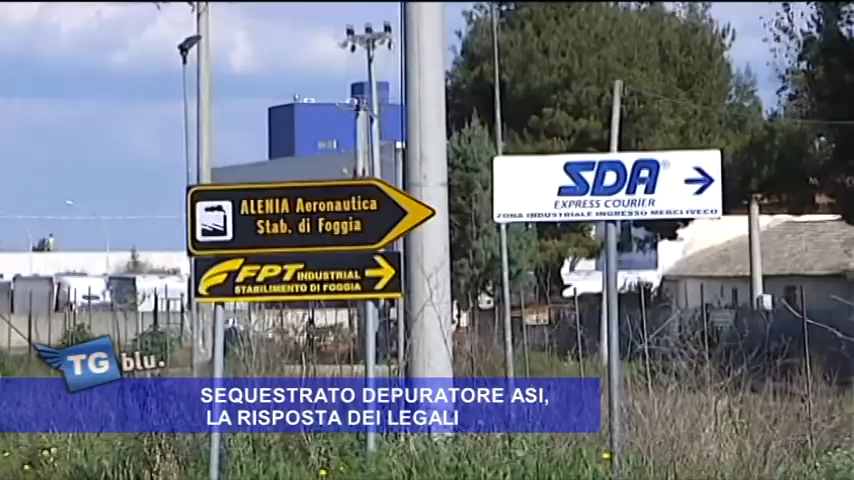 ALENIA Aeronautica
Stab. di Foggia
FPT INDUSTRIAL
STABILIMENTO DI FOGGIA
SDA
EXPRESS COURIER
ZONA INDUSTRIALE INGRESSO MERCI VELOCI
TG blu.
SEQUESTRATO DEPURATORE ASI,
LA RISPOSTA DEI LEGALI